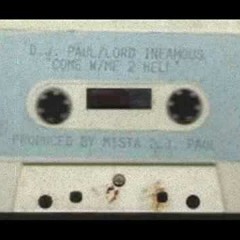 D.J. PAUL/LORD INFAMOUS
"COME W/ME 2 HELL"
PRODUCED BY MISTA D.J. PAUL